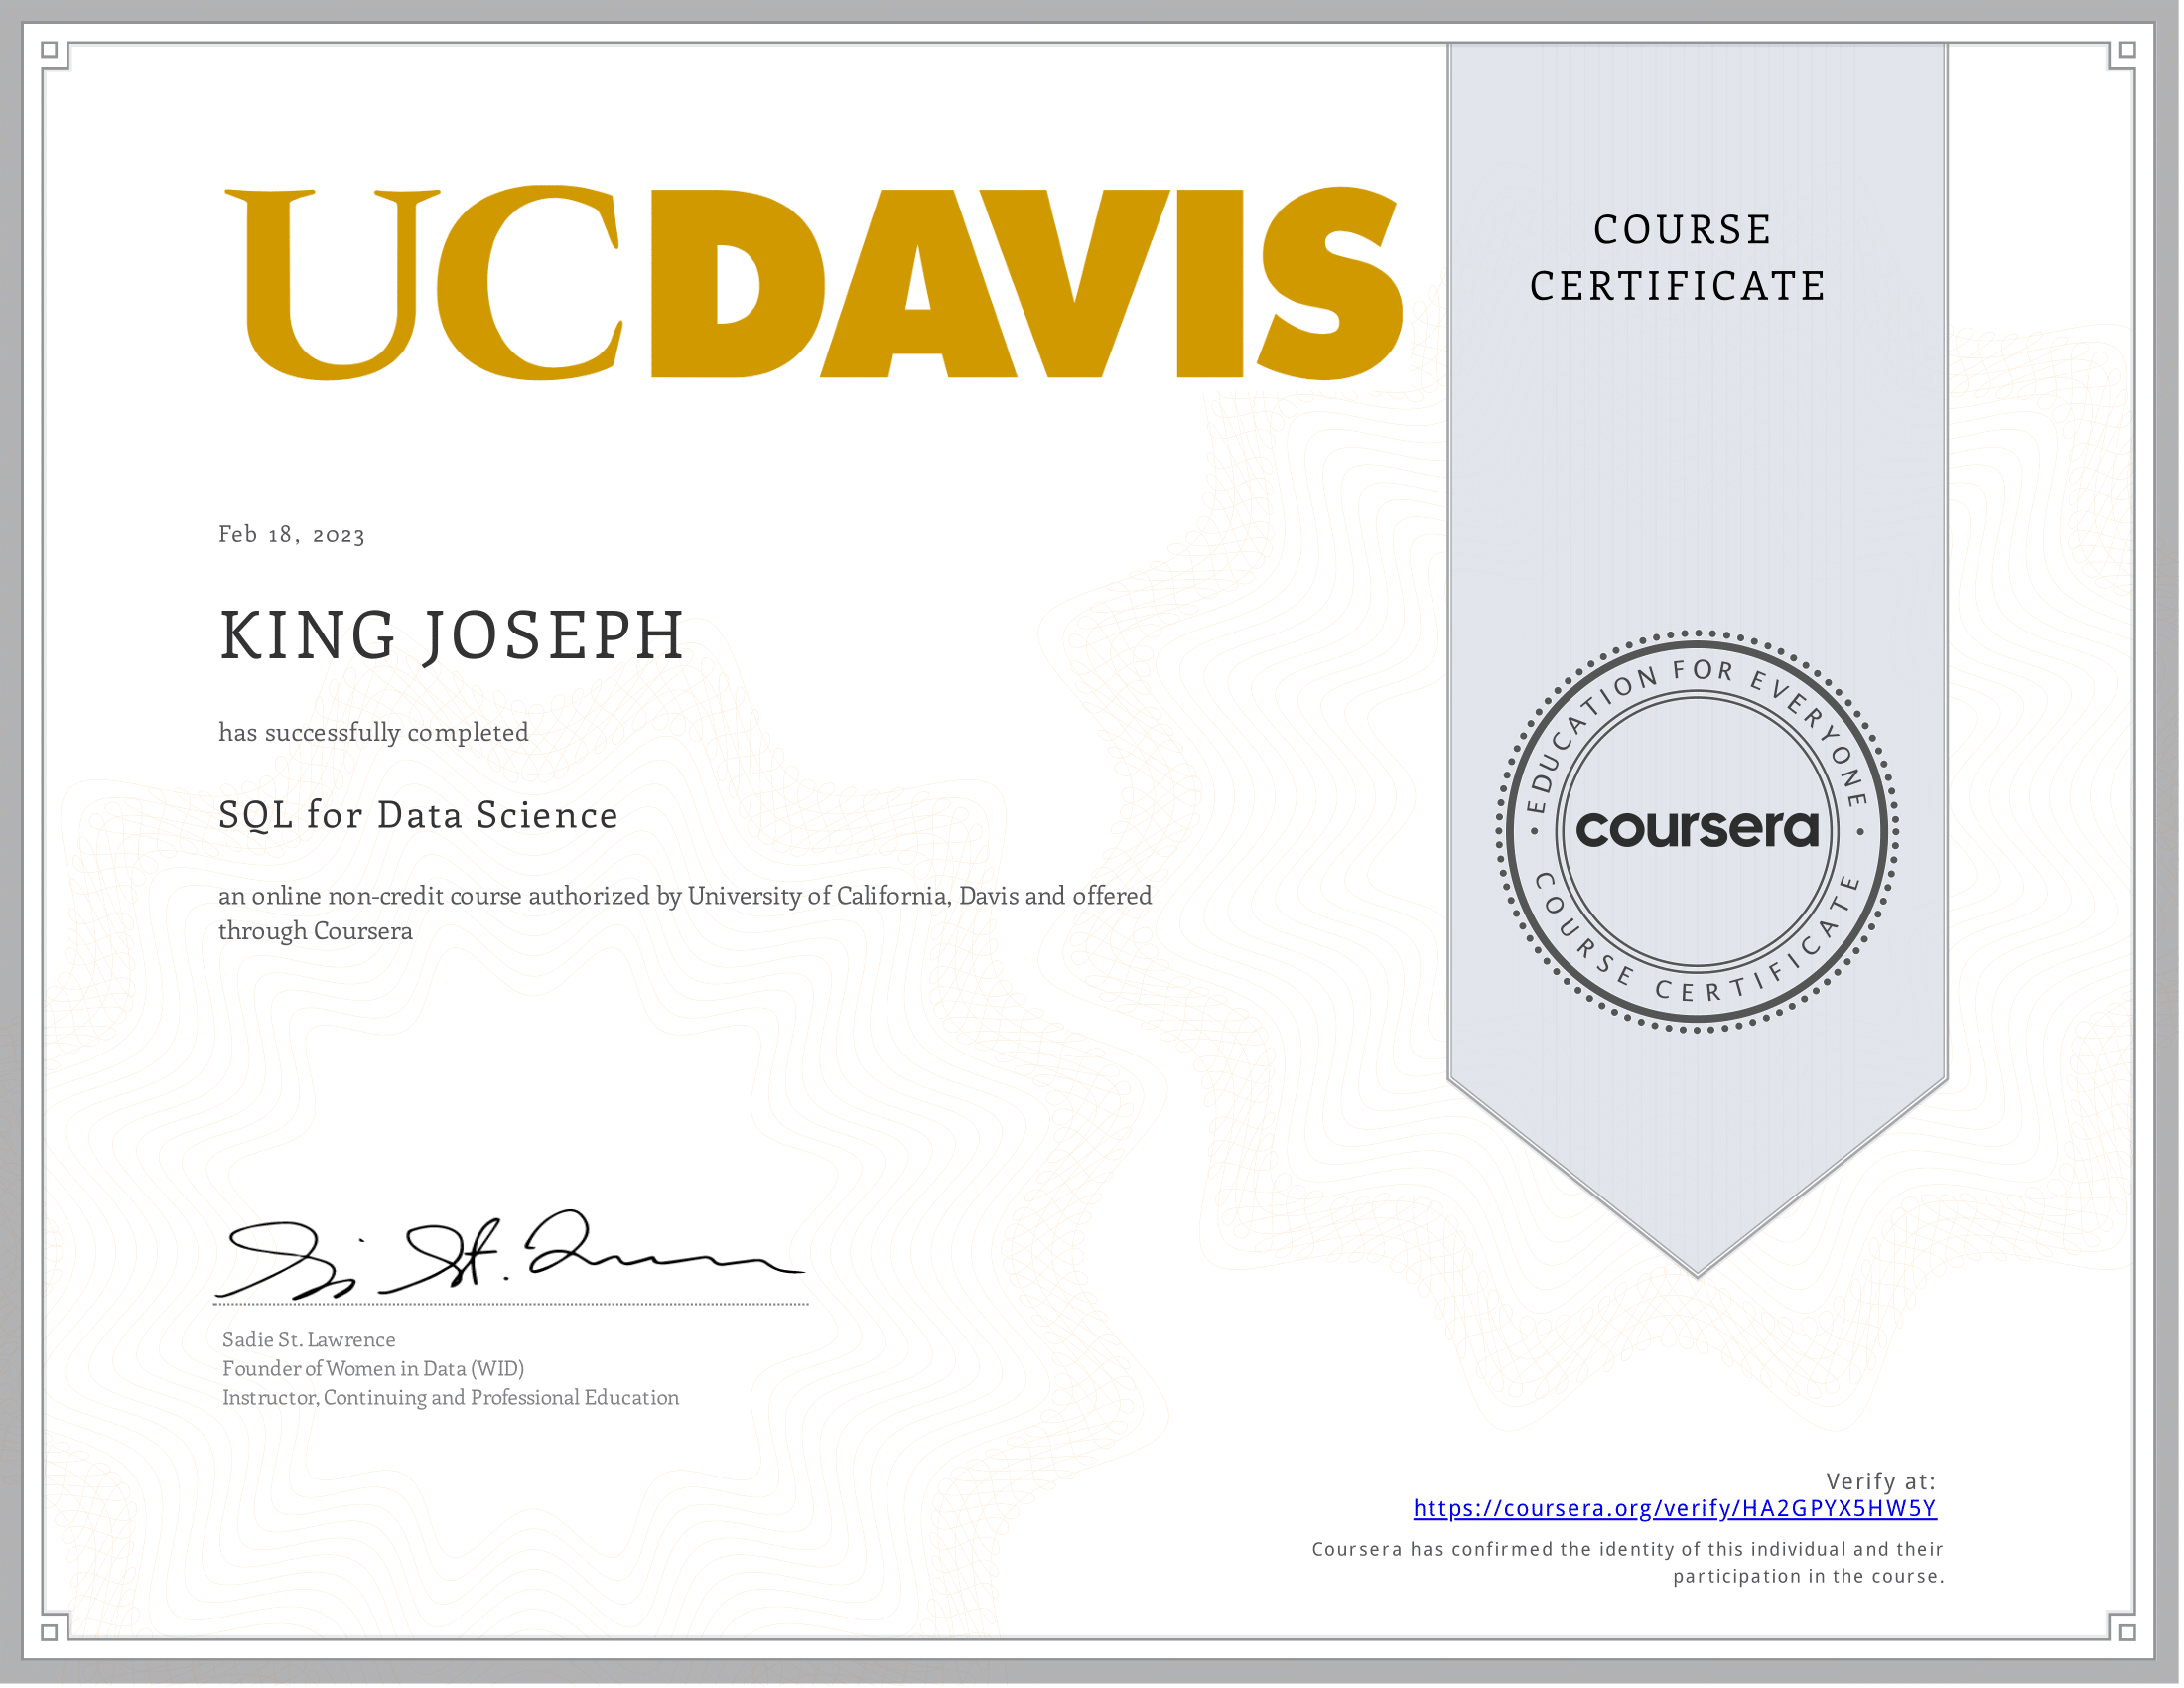 UCDAVIS
COURSE
CERTIFICATE
Feb 18, 2023
KING JOSEPH
has successfully completed
SQL for Data Science
an online non-credit course authorized by University of California, Davis and offered
through Coursera
EDUCATION FOR EVERYONE
coursera
COURSE CERTIFICATE
Sadie St. Lawrence
Founder of Women in Data (WID)
Instructor, Continuing and Professional Education
Verify at:
https://coursera.org/verify/HA2GPYX5HW5Y
Coursera has confirmed the identity of this individual and their
participation in the course.